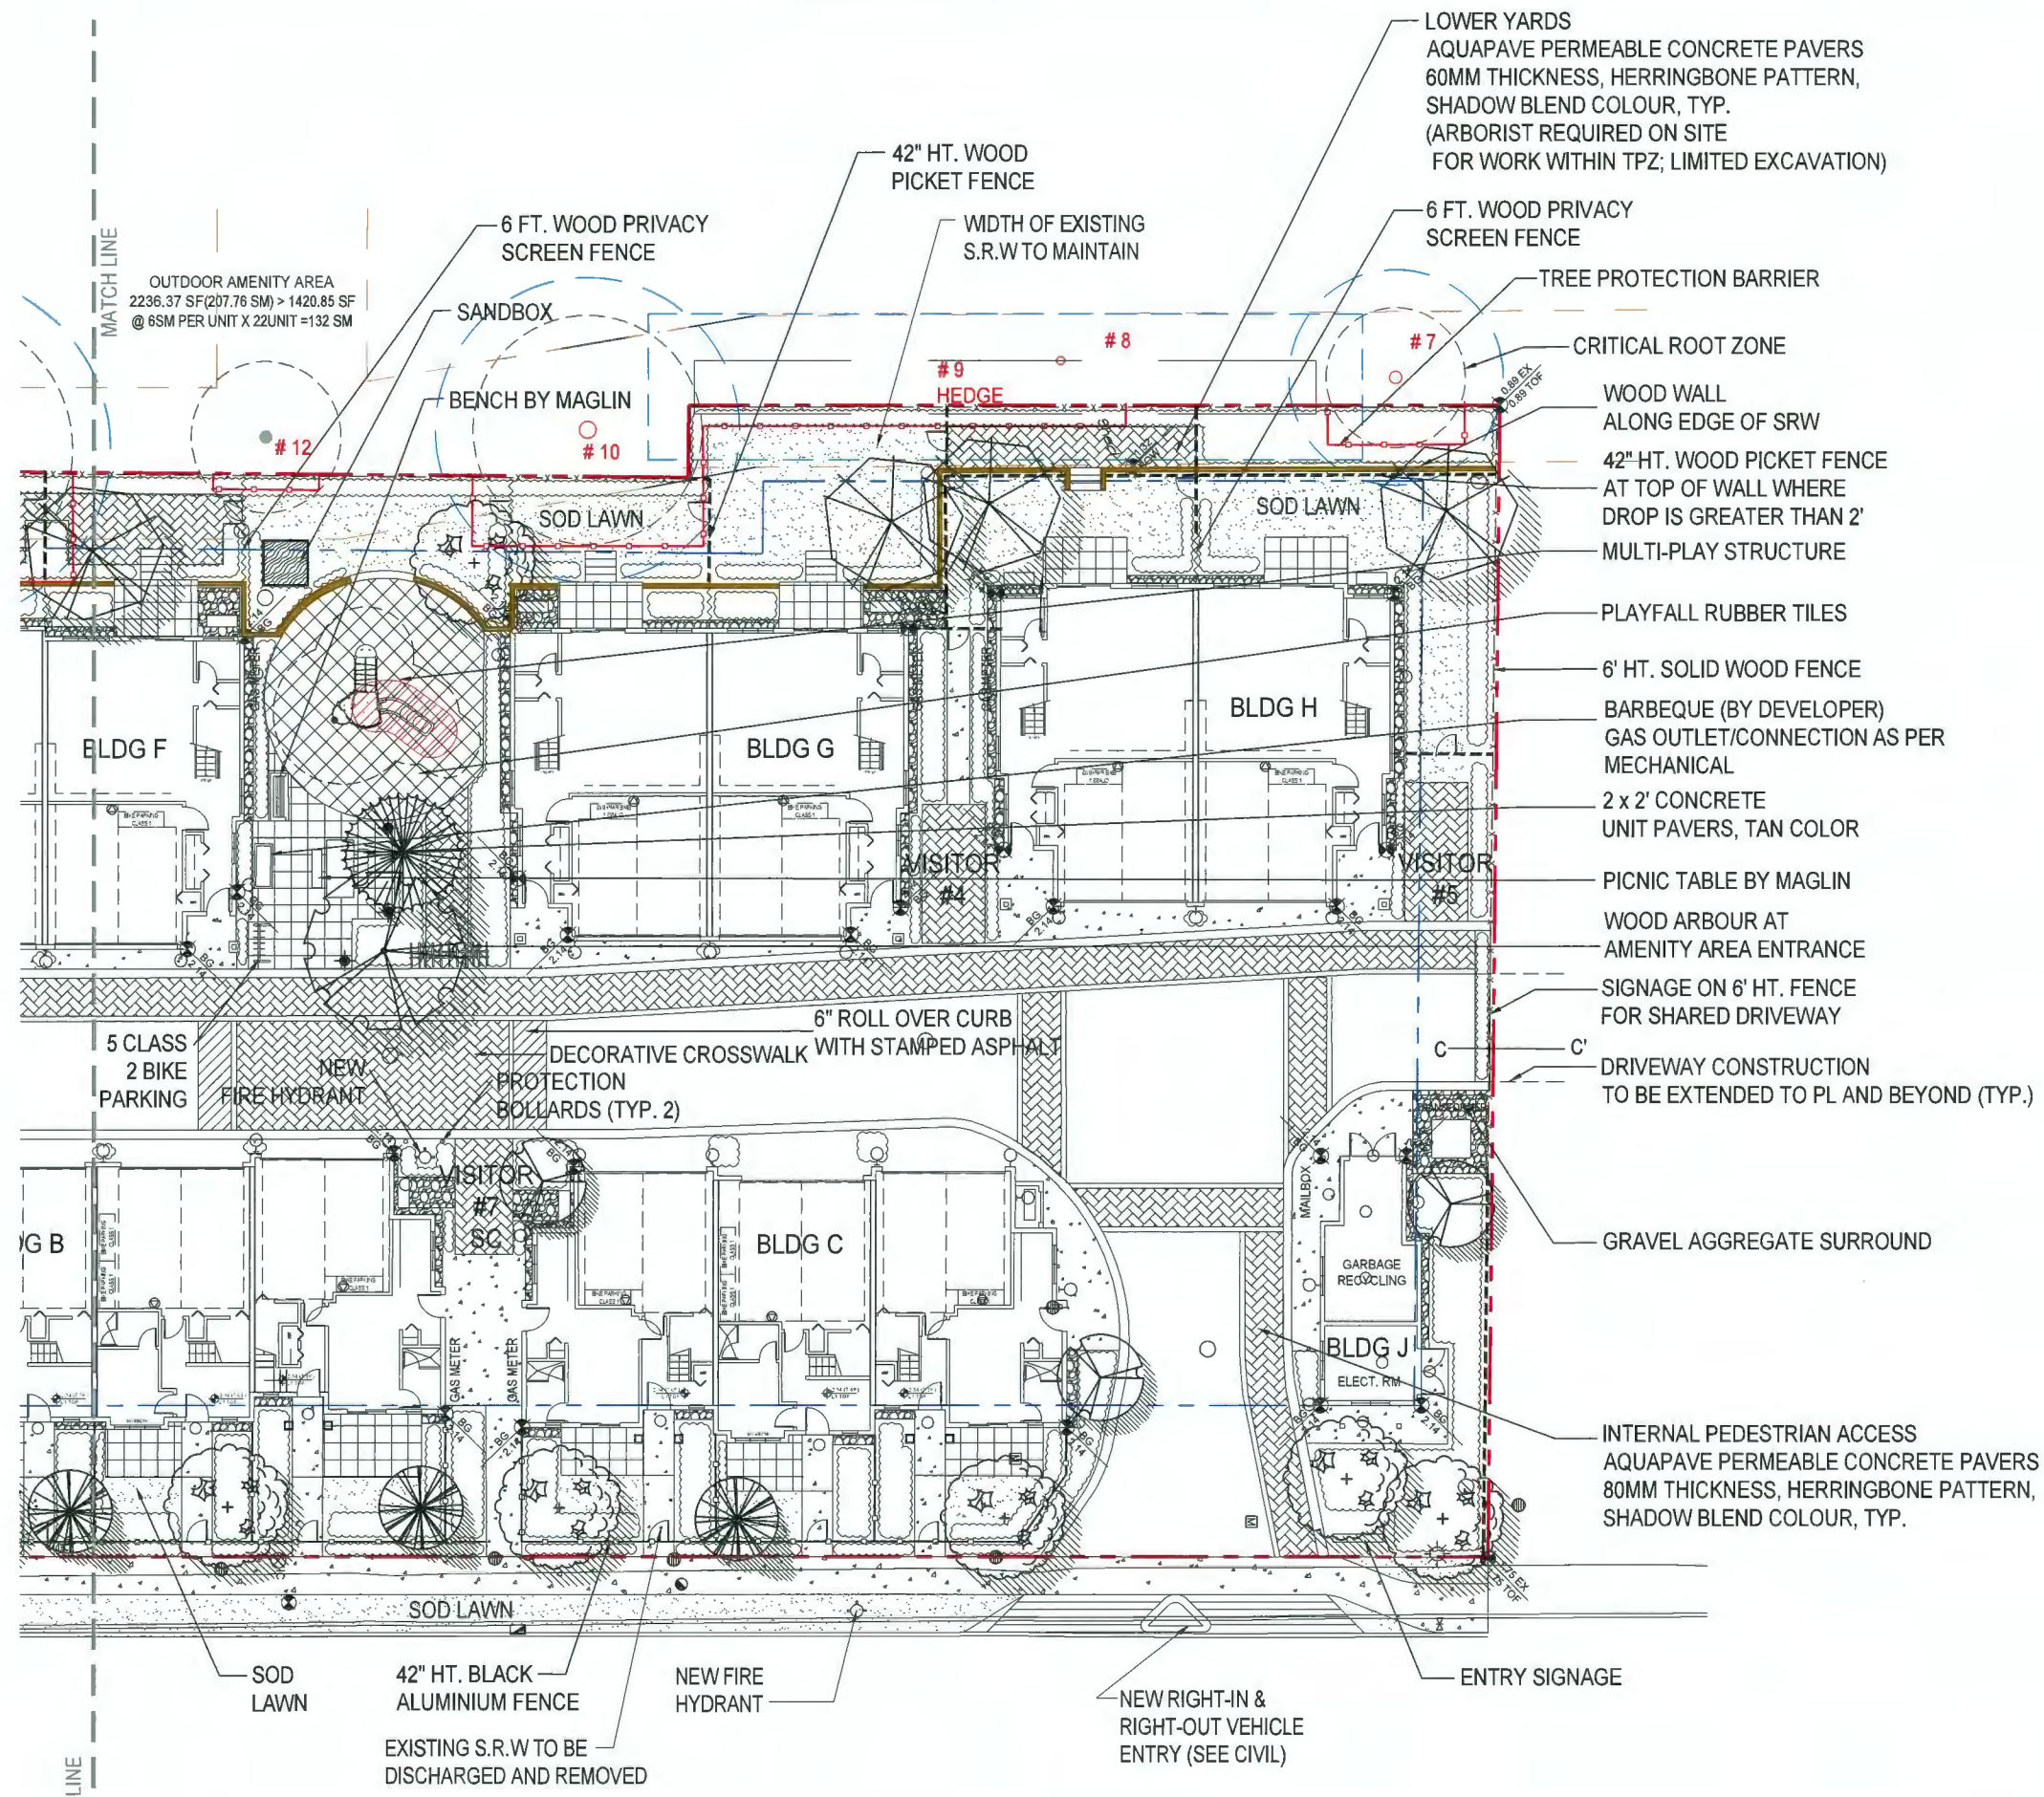 LOWER YARDS
AQUAPAVE PERMEABLE CONCRETE PAVERS
60MM THICKNESS, HERRINGBONE PATTERN,
SHADOW BLEND COLOUR, TYP.
(ARBORIST REQUIRED ON SITE
FOR WORK WITHIN TPZ; LIMITED EXCAVATION)
42" HT. WOOD
PICKET FENCE
6 FT. WOOD PRIVACY
SCREEN FENCE
WIDTH OF EXISTING
S.R.W TO MAINTAIN
6 FT. WOOD PRIVACY
SCREEN FENCE
MATCH LINE
OUTDOOR AMENITY AREA
2236.37 SF(207.76 SM) > 1420.85 SF
@ 6SM PER UNIT X 22UNIT =132 SM
SANDBOX
TREE PROTECTION BARRIER
# 8
# 7
CRITICAL ROOT ZONE
# 9
HEDGE
BENCH BY MAGLIN
0.89 EX
0.89 TOF
WOOD WALL
ALONG EDGE OF SRW
# 12
# 10
42" HT. WOOD PICKET FENCE
AT TOP OF WALL WHERE
DROP IS GREATER THAN 2'
SOD LAWN
SOD LAWN
MULTI-PLAY STRUCTURE
PLAYFALL RUBBER TILES
6' HT. SOLID WOOD FENCE
BLDG F
BLDG G
BLDG H
BARBEQUE (BY DEVELOPER)
GAS OUTLET/CONNECTION AS PER
MECHANICAL
2 x 2' CONCRETE
UNIT PAVERS, TAN COLOR
VISITOR
#4
VISITOR
#5
PICNIC TABLE BY MAGLIN
WOOD ARBOUR AT
AMENITY AREA ENTRANCE
SIGNAGE ON 6' HT. FENCE
FOR SHARED DRIVEWAY
5 CLASS
2 BIKE
PARKING
NEW
FIRE HYDRANT
DECORATIVE CROSSWALK
PROTECTION
BOLLARDS (TYP. 2)
6" ROLL OVER CURB
WITH STAMPED ASPHALT
C
C'
DRIVEWAY CONSTRUCTION
TO BE EXTENDED TO PL AND BEYOND (TYP.)
VISITOR
#7
SC
MAILBOX
BLDG C
GARBAGE
RECYCLING
GRAVEL AGGREGATE SURROUND
GAS METER
GAS METER
BLDG J
ELECT. RM
INTERNAL PEDESTRIAN ACCESS
AQUAPAVE PERMEABLE CONCRETE PAVERS
80MM THICKNESS, HERRINGBONE PATTERN,
SHADOW BLEND COLOUR, TYP.
SOD LAWN
SOD
LAWN
42" HT. BLACK
ALUMINIUM FENCE
NEW FIRE
HYDRANT
ENTRY SIGNAGE
NEW RIGHT-IN &
RIGHT-OUT VEHICLE
ENTRY (SEE CIVIL)
EXISTING S.R.W TO BE
DISCHARGED AND REMOVED
LINE